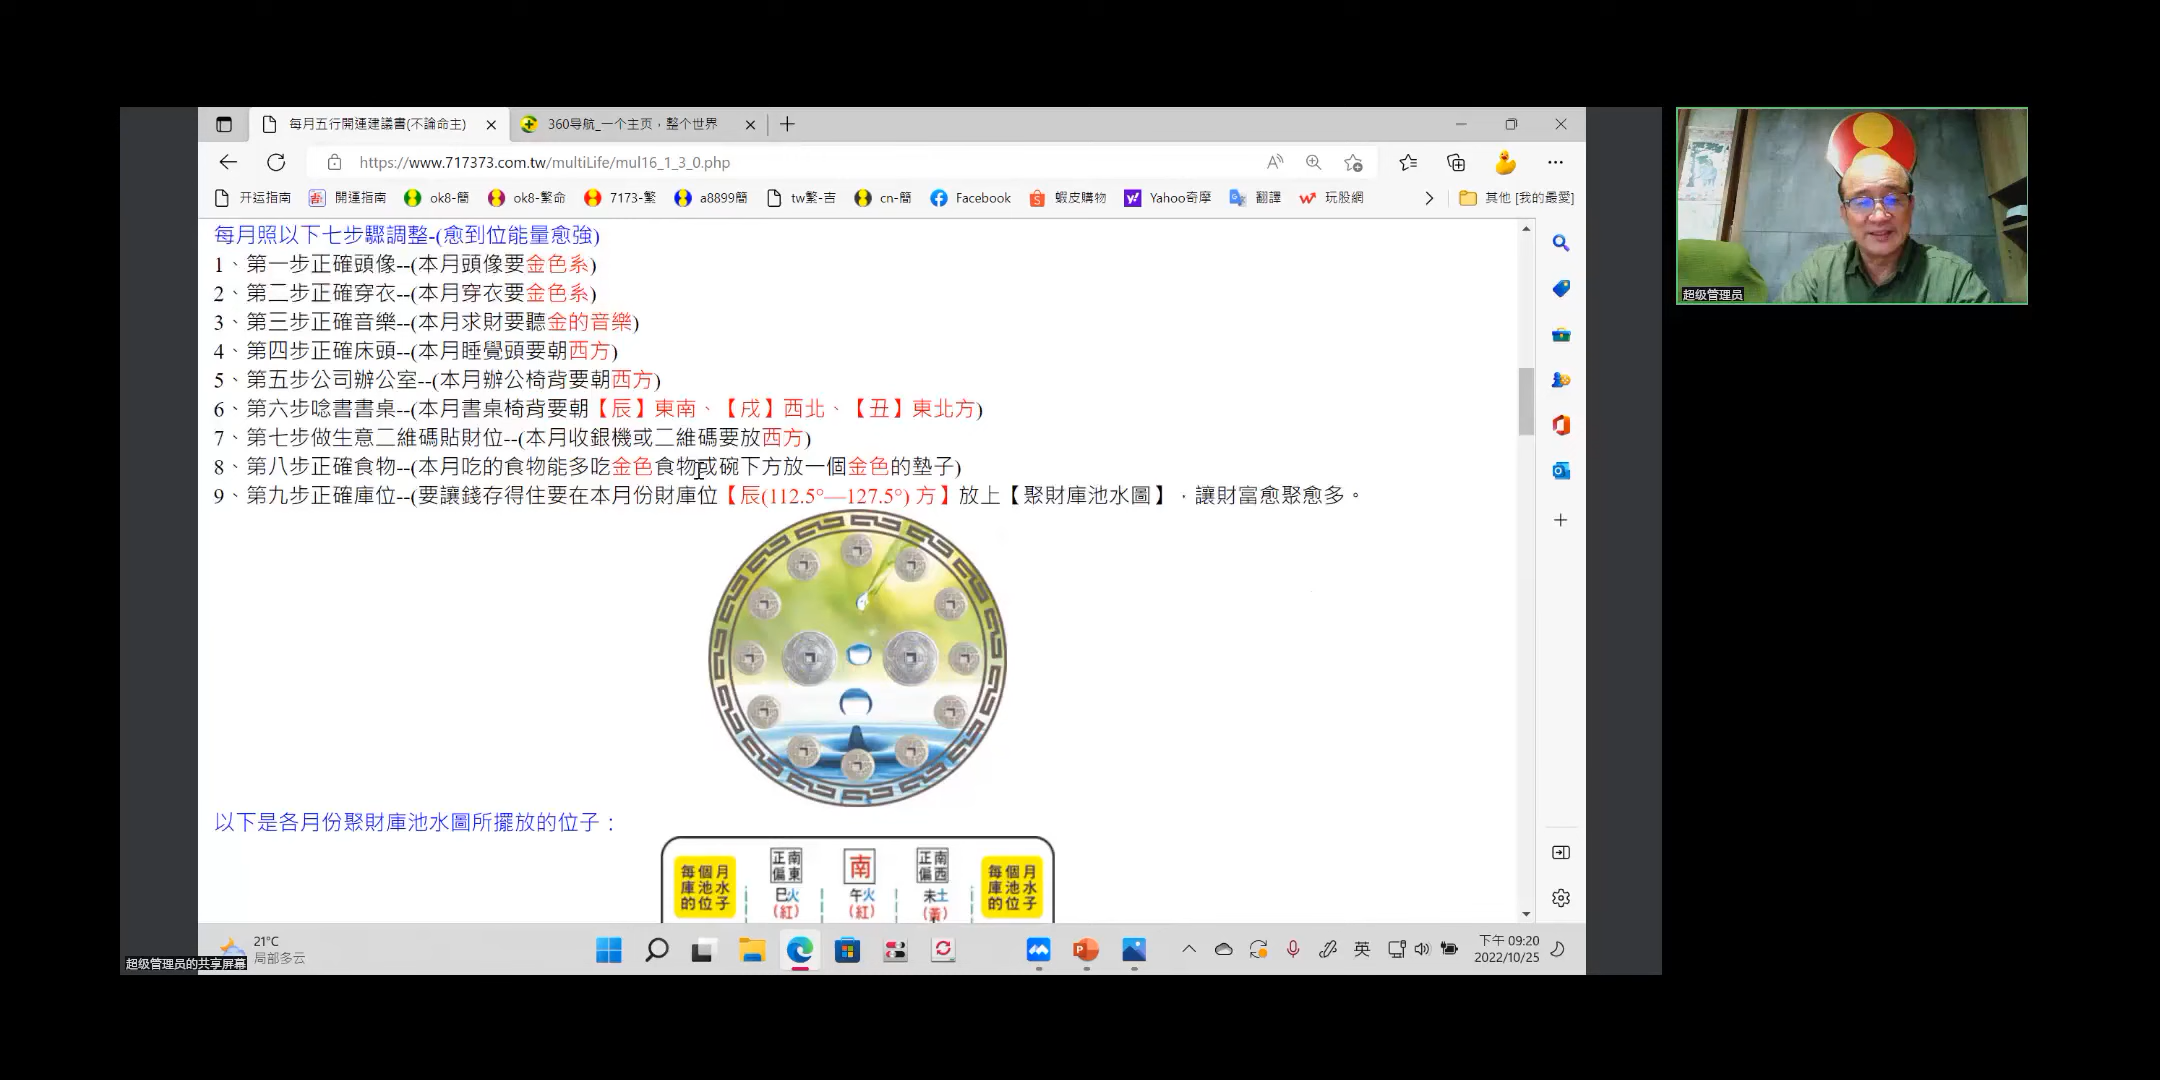 每月五行開運建議書(不論命主)
360导航_一个主页，整个世界
https://www.717373.com.tw/multiLife/mul16_1_3_0.php
开运指南 開運指南 ok8-簡 ok8-繁命 7173-繁 a8899簡 tw繁-吉 cn-簡 Facebook 蝦皮購物 Yahoo奇摩 翻譯 玩股網 其他 [我的最愛]
每月照以下七步驟調整-(愈到位能量愈強)
1、第一步正確頭像--(本月頭像要金色系)
2、第二步正確穿衣--(本月穿衣要金色系)
3、第三步正確音樂--(本月求財要聽金的音樂)
4、第四步正確床頭--(本月睡覺頭要朝西方)
5、第五步公司辦公室--(本月辦公椅背要朝西方)
6、第六步唸書書桌--(本月書桌椅背要朝【辰】東南、【戌】西北、【丑】東北方)
7、第七步做生意二維碼貼財位--(本月收銀機或二維碼要放西方)
8、第八步正確食物--(本月吃的食物能多吃金色食物或碗下方放一個金色的墊子)
9、第九步正確庫位--(要讓錢存得住要在本月份財庫位【辰(112.5°—127.5°) 方】放上【聚財庫池水圖】，讓財富愈聚愈多。
以下是各月份聚財庫池水圖所擺放的位子：
每個月庫池水的位子
正南偏東
巳火
(紅)
南
午火
(紅)
正南偏西
未土
(黃)
每個月庫池水的位子
21°C
局部多云
英
下午 09:20
2022/10/25
超级管理员的共享屏幕
超级管理员